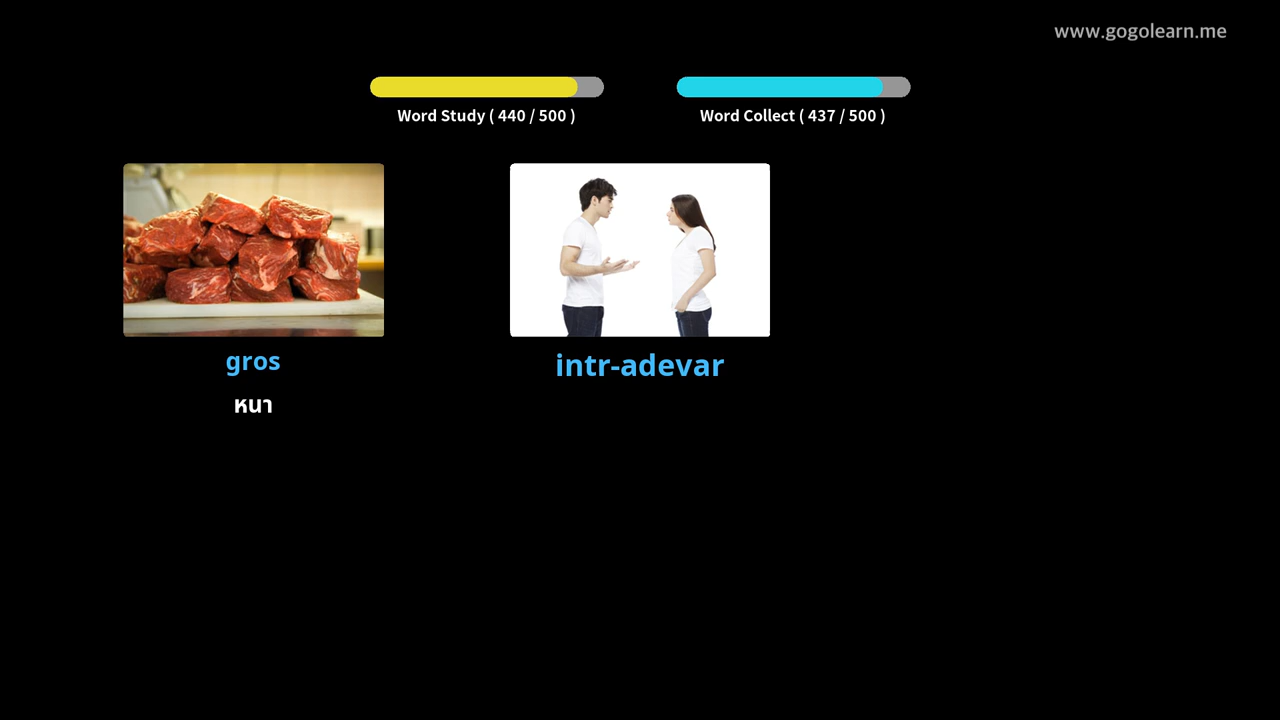 www.gogolearn.me
Word Study ( 440 / 500 )
Word Collect ( 437 / 500 )
gros
หนา
intr-adevar